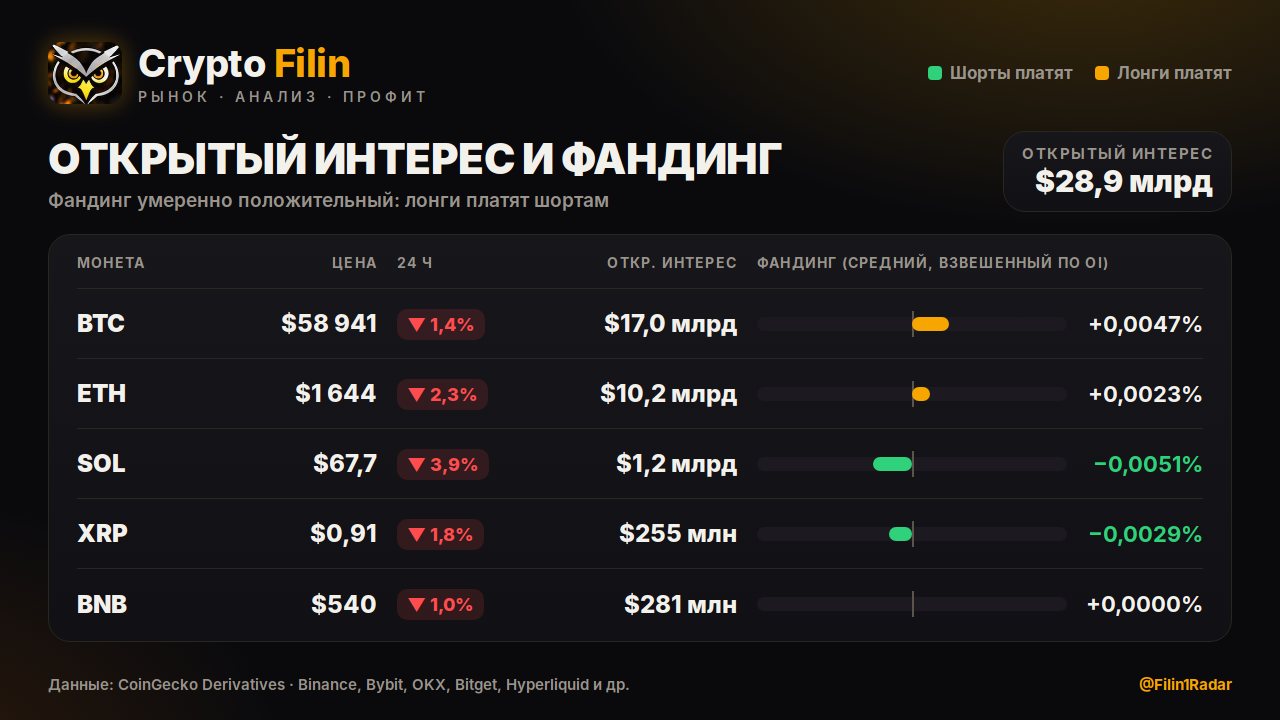 Crypto Filin
РЫНОК · АНАЛИЗ · ПРОФИТ
Шорты платят
Лонги платят
ОТКРЫТЫЙ ИНТЕРЕС И ФАНДИНГ
Фандинг умеренно положительный: лонги платят шортам
ОТКРЫТЫЙ ИНТЕРЕС
$28,9 млрд
МОНЕТА ЦЕНА 24 Ч ОТКР. ИНТЕРЕС ФАНДИНГ (СРЕДНИЙ, ВЗВЕШЕННЫЙ ПО OI)
BTC $58 941 ▼ 1,4% $17,0 млрд +0,0047%
ETH $1 644 ▼ 2,3% $10,2 млрд +0,0023%
SOL $67,7 ▼ 3,9% $1,2 млрд −0,0051%
XRP $0,91 ▼ 1,8% $255 млн −0,0029%
BNB $540 ▼ 1,0% $281 млн +0,0000%
Данные: CoinGecko Derivatives · Binance, Bybit, OKX, Bitget, Hyperliquid и др.
@Filin1Radar